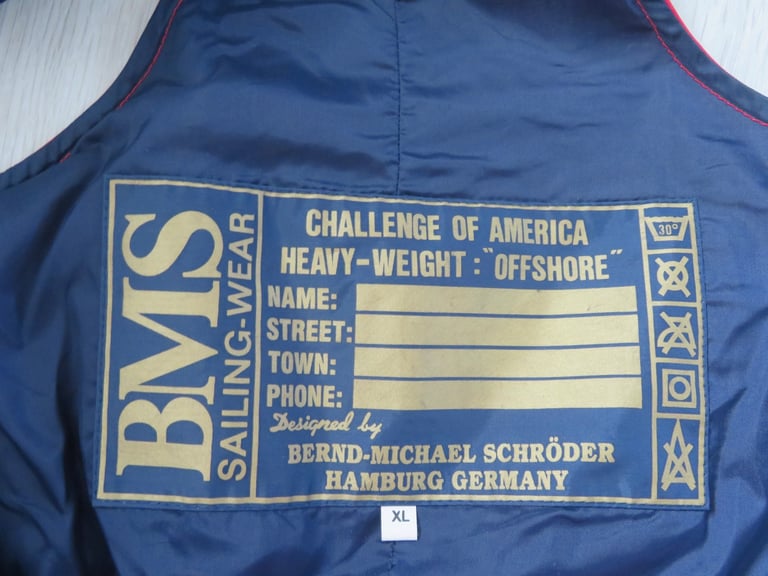 BMS
SAILING-WEAR
CHALLENGE OF AMERICA
HEAVY-WEIGHT : "OFFSHORE"
NAME:
STREET:
TOWN:
PHONE:
Designed by
BERND-MICHAEL SCHRÖDER
HAMBURG GERMANY
30°
A
XL